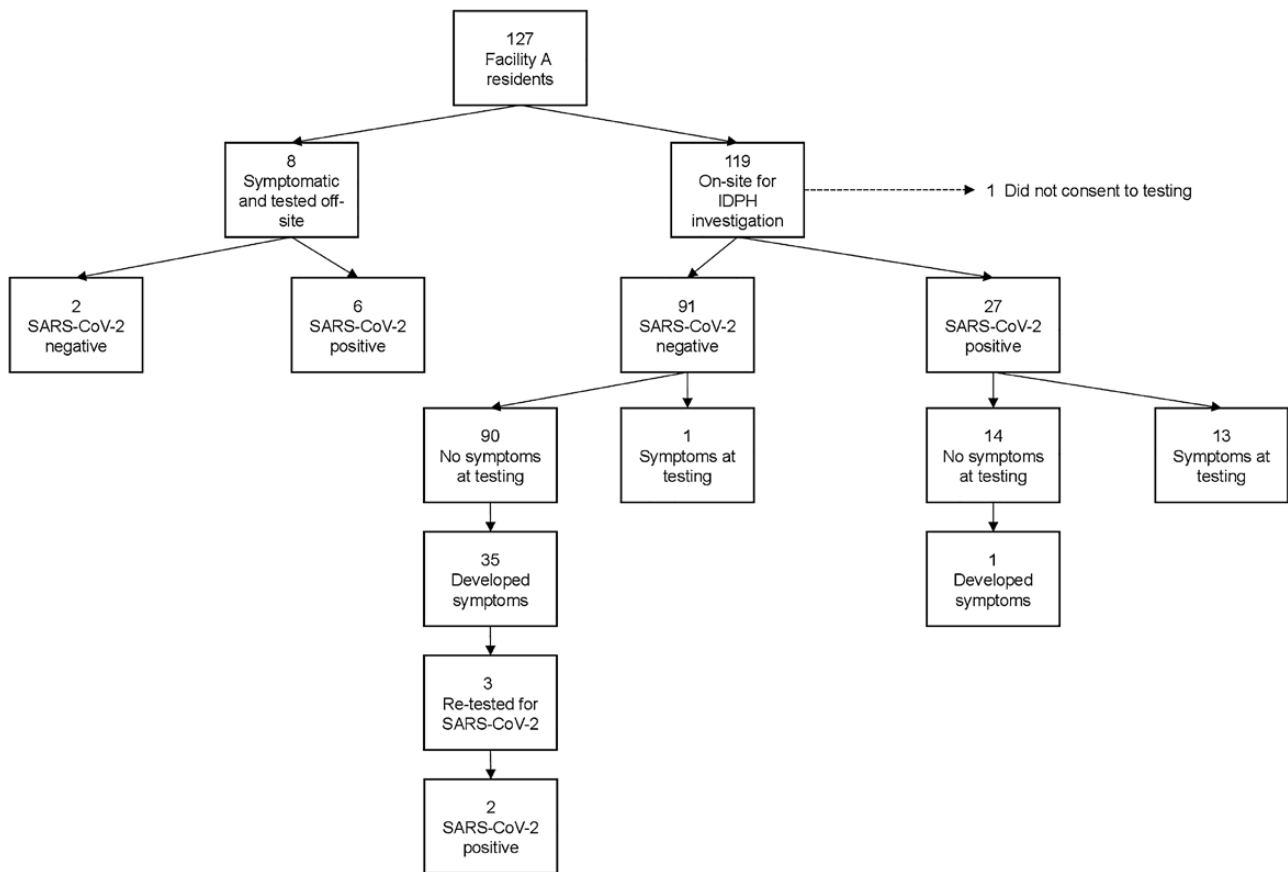 127
Facility A
residents
8
Symptomatic
and tested off-
site
119
On-site for
IDPH
investigation
1 Did not consent to testing
2
SARS-CoV-2
negative
6
SARS-CoV-2
positive
91
SARS-CoV-2
negative
27
SARS-CoV-2
positive
90
No symptoms
at testing
1
Symptoms at
testing
14
No symptoms
at testing
13
Symptoms at
testing
35
Developed
symptoms
1
Developed
symptoms
3
Re-tested for
SARS-CoV-2
2
SARS-CoV-2
positive